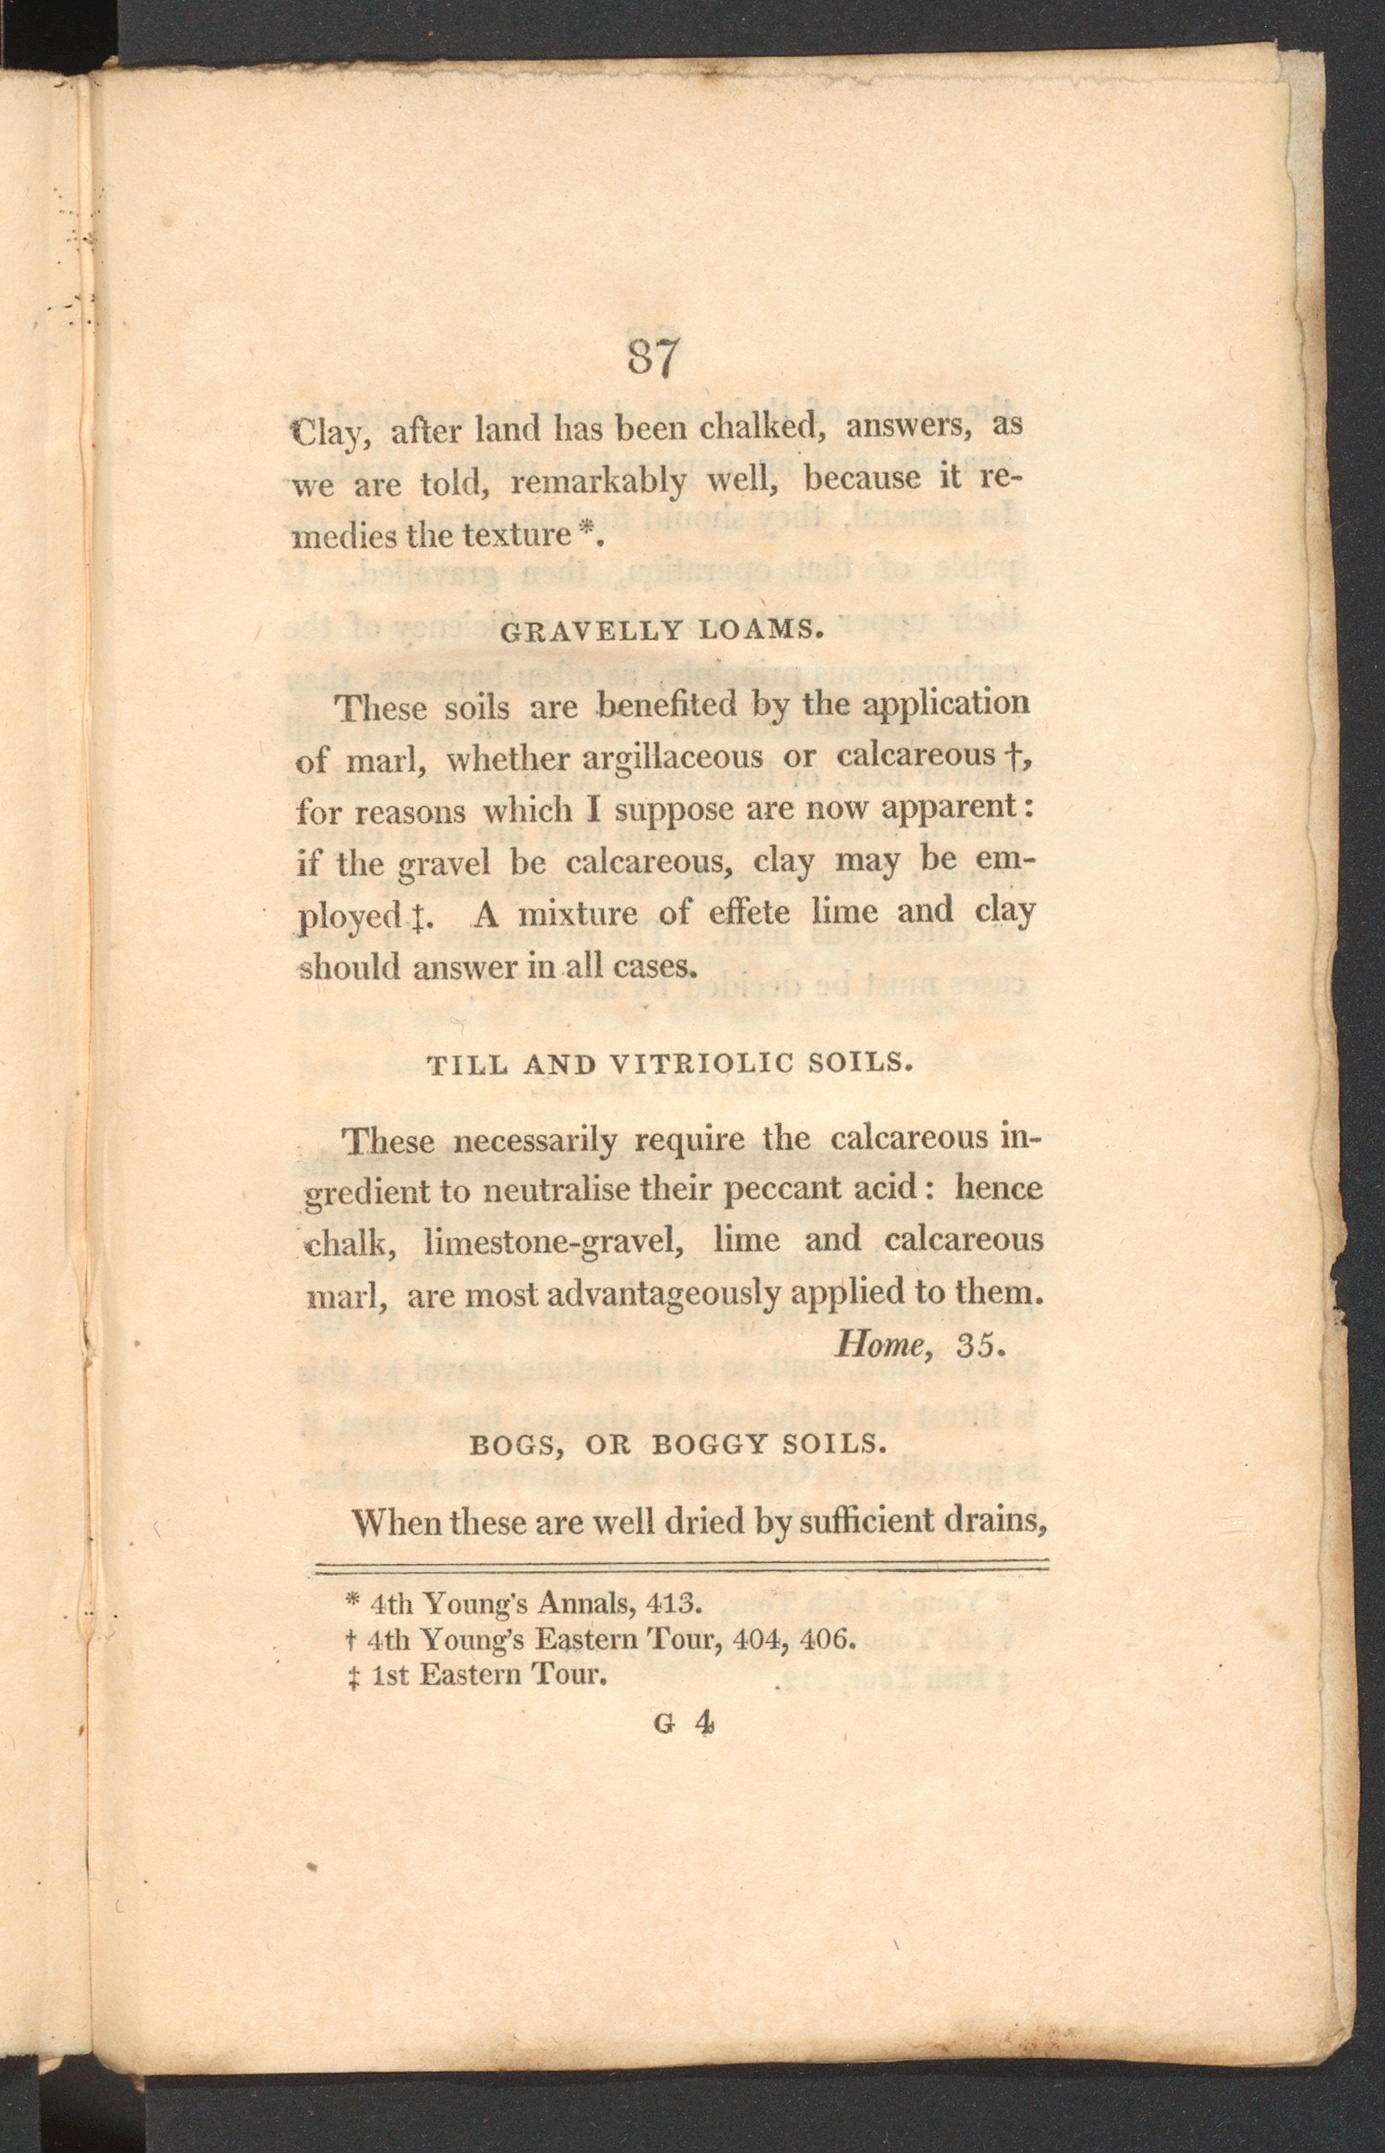 87
Clay, after land has been chalked, answers, as
we are told, remarkably well, because it re-
medies the texture *.
GRAVELLY LOAMS.
These soils are benefited by the application
of marl, whether argillaceous or calcareous †,
for reasons which I suppose are now apparent:
if the gravel be calcareous, clay may be em-
ployed ‡. A mixture of effete lime and clay
should answer in all cases.
TILL AND VITRIOLIC SOILS.
These necessarily require the calcareous in-
gredient to neutralise their peccant acid: hence
chalk, limestone-gravel, lime and calcareous
marl, are most advantageously applied to them.
Home, 35.
BOGS, OR BOGGY SOILS.
When these are well dried by sufficient drains,
* 4th Young's Annals, 413.
† 4th Young's Eastern Tour, 404, 406.
‡ 1st Eastern Tour.
G 4